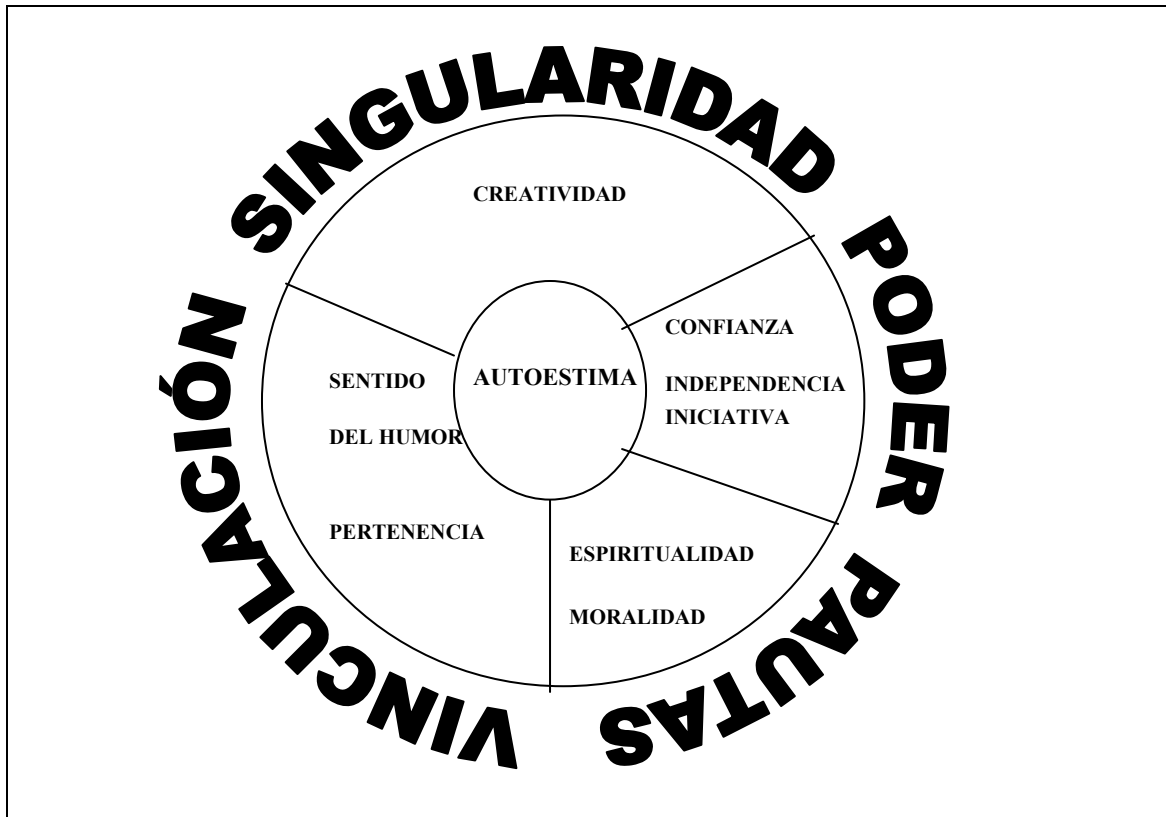 SINGULARIDAD
PODER
PAUTAS
VINCULACIÓN
CREATIVIDAD
CONFIANZA
INDEPENDENCIA
INICIATIVA
AUTOESTIMA
SENTIDO
DEL HUMOR
PERTENENCIA
ESPIRITUALIDAD
MORALIDAD